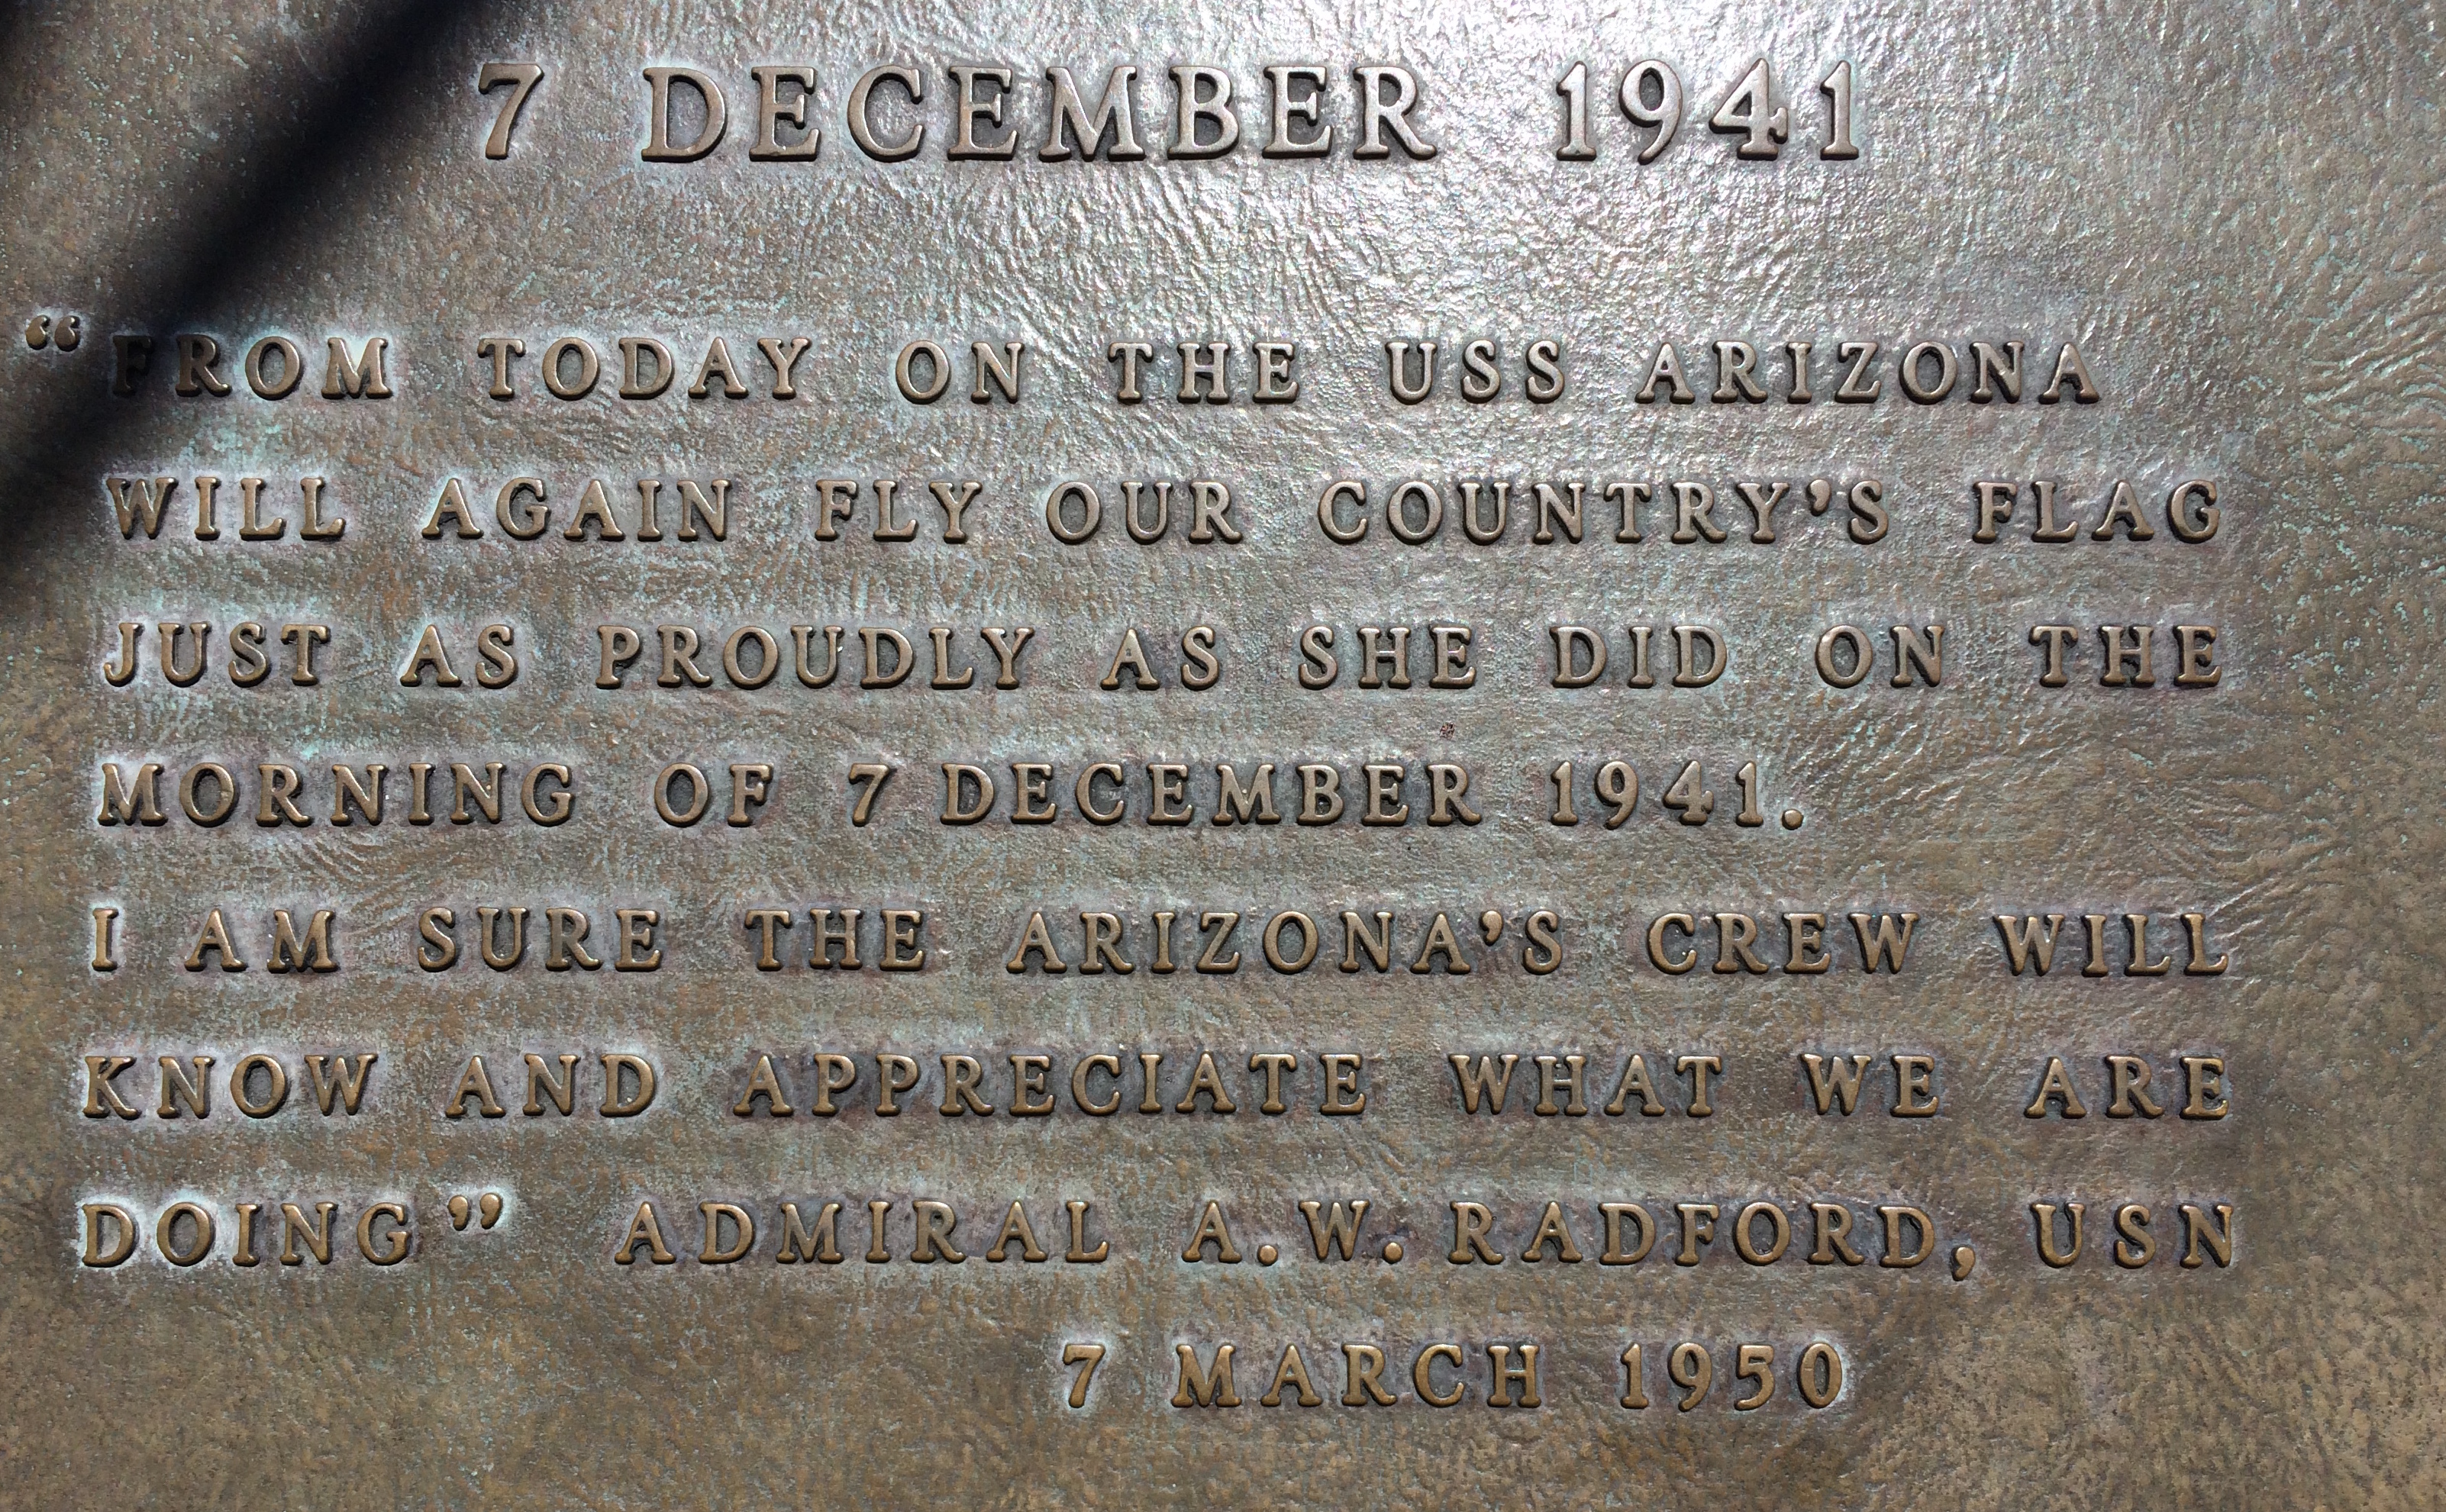 7 DECEMBER 1941
“FROM TODAY ON THE USS ARIZONA
WILL AGAIN FLY OUR COUNTRY’S FLAG
JUST AS PROUDLY AS SHE DID ON THE
MORNING OF 7 DECEMBER 1941.
I AM SURE THE ARIZONA’S CREW WILL
KNOW AND APPRECIATE WHAT WE ARE
DOING” ADMIRAL A.W. RADFORD, USN
7 MARCH 1950